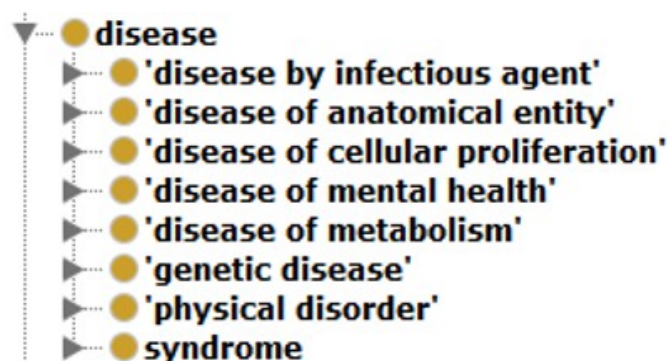 disease
'disease by infectious agent'
'disease of anatomical entity'
'disease of cellular proliferation'
'disease of mental health'
'disease of metabolism'
'genetic disease'
'physical disorder'
syndrome